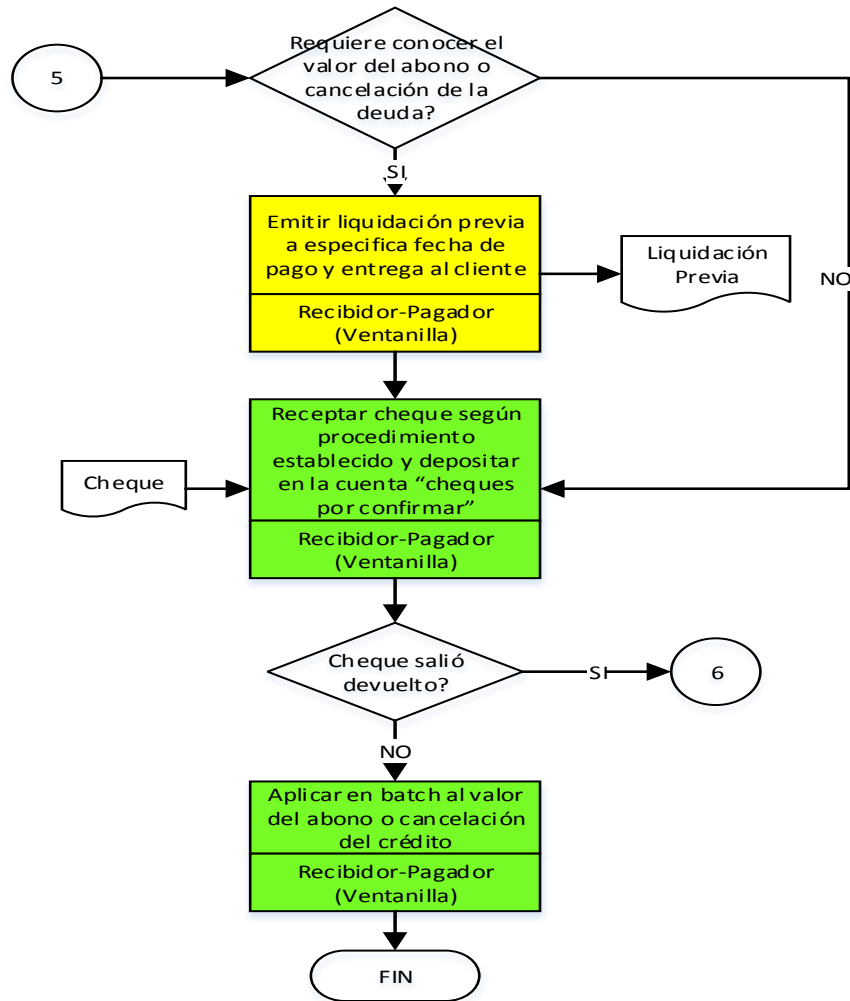 5
Requiere conocer el
valor del abono o
cancelación de la
deuda?
SI
Emitir liquidación previa
a especifica fecha de
pago y entrega al cliente
Recibidor-Pagador
(Ventanilla)
Liquidación
Previa
NO
Receptar cheque según
procedimiento
establecido y depositar
en la cuenta “cheques
por confirmar”
Recibidor-Pagador
(Ventanilla)
Cheque
Cheque salió
devuelto?
SI
6
NO
Aplicar en batch al valor
del abono o cancelación
del crédito
Recibidor-Pagador
(Ventanilla)
FIN